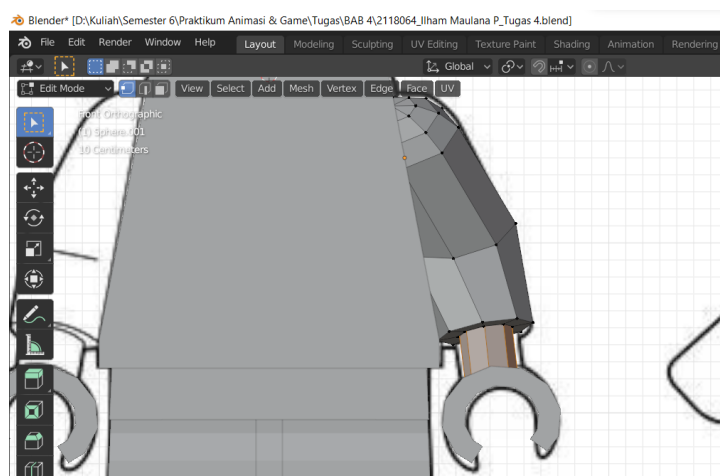 Blender* [D:\Kuliah\Semester 6\Praktikum Animasi & Game\Tugas\BAB 4\2118064_Ilham Maulana P_Tugas 4.blend]
File Edit Render Window Help Layout Modeling Sculpting UV Editing Texture Paint Shading Animation Rendering
Global
Edit Mode View Select Add Mesh Vertex Edge Face UV
Front Orthographic
(1) Sphere.001
10 Centimeters